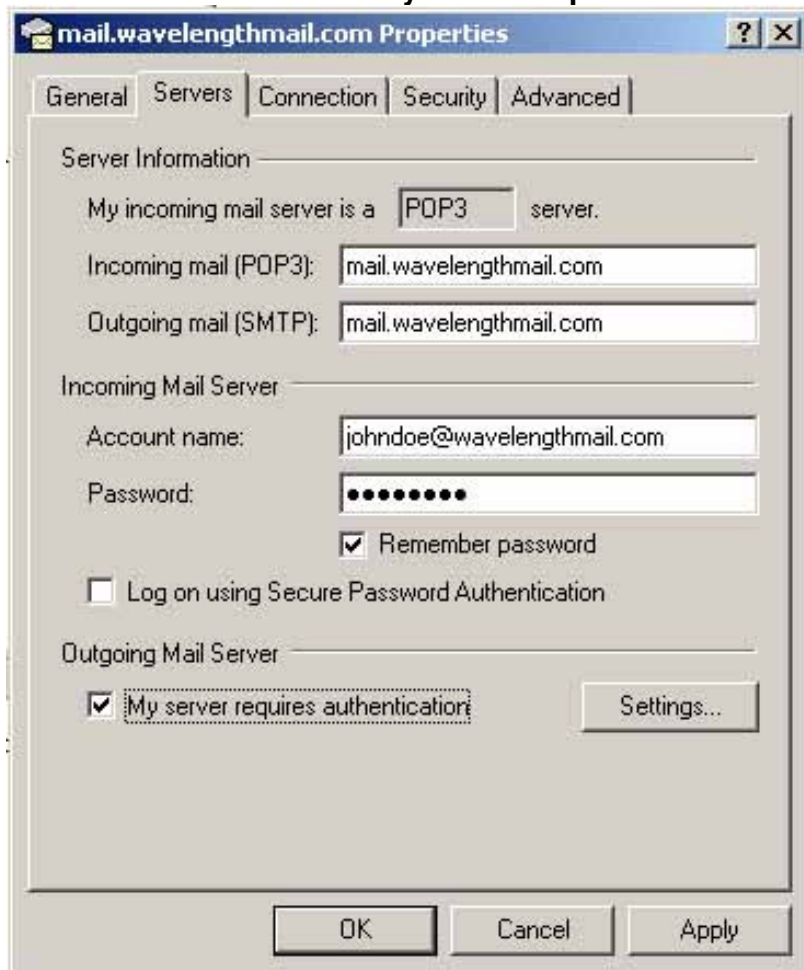 mail.wavelengthmail.com Properties
General Servers Connection Security Advanced
Server Information
My incoming mail server is a POP3 server.
Incoming mail (POP3): mail.wavelengthmail.com
Outgoing mail (SMTP): mail.wavelengthmail.com
Incoming Mail Server
Account name: johndoe@wavelengthmail.com
Password: ●●●●●●●●
Remember password
Log on using Secure Password Authentication
Outgoing Mail Server
My server requires authentication Settings...
OK Cancel Apply